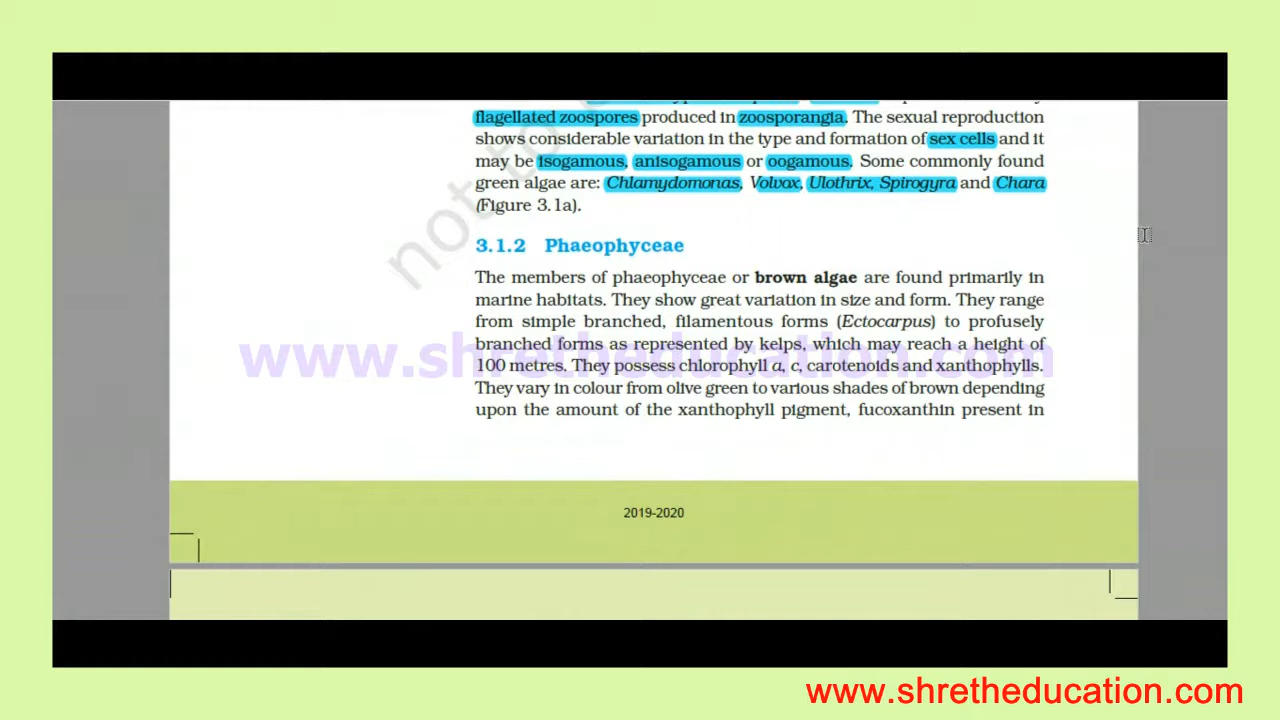 flagellated zoospores produced in zoosporangia. The sexual reproduction
shows considerable variation in the type and formation of sex cells and it
may be isogamous, anisogamous or oogamous. Some commonly found
green algae are: Chlamydomonas, Volvox, Ulothrix, Spirogyra and Chara
(Figure 3.1a).
3.1.2 Phaeophyceae
The members of phaeophyceae or brown algae are found primarily in
marine habitats. They show great variation in size and form. They range
from simple branched, filamentous forms (Ectocarpus) to profusely
branched forms as represented by kelps, which may reach a height of
100 metres. They possess chlorophyll a, c, carotenoids and xanthophylls.
They vary in colour from olive green to various shades of brown depending
upon the amount of the xanthophyll pigment, fucoxanthin present in
not to
www.shretheducation.com
2019-2020
www.shretheducation.com